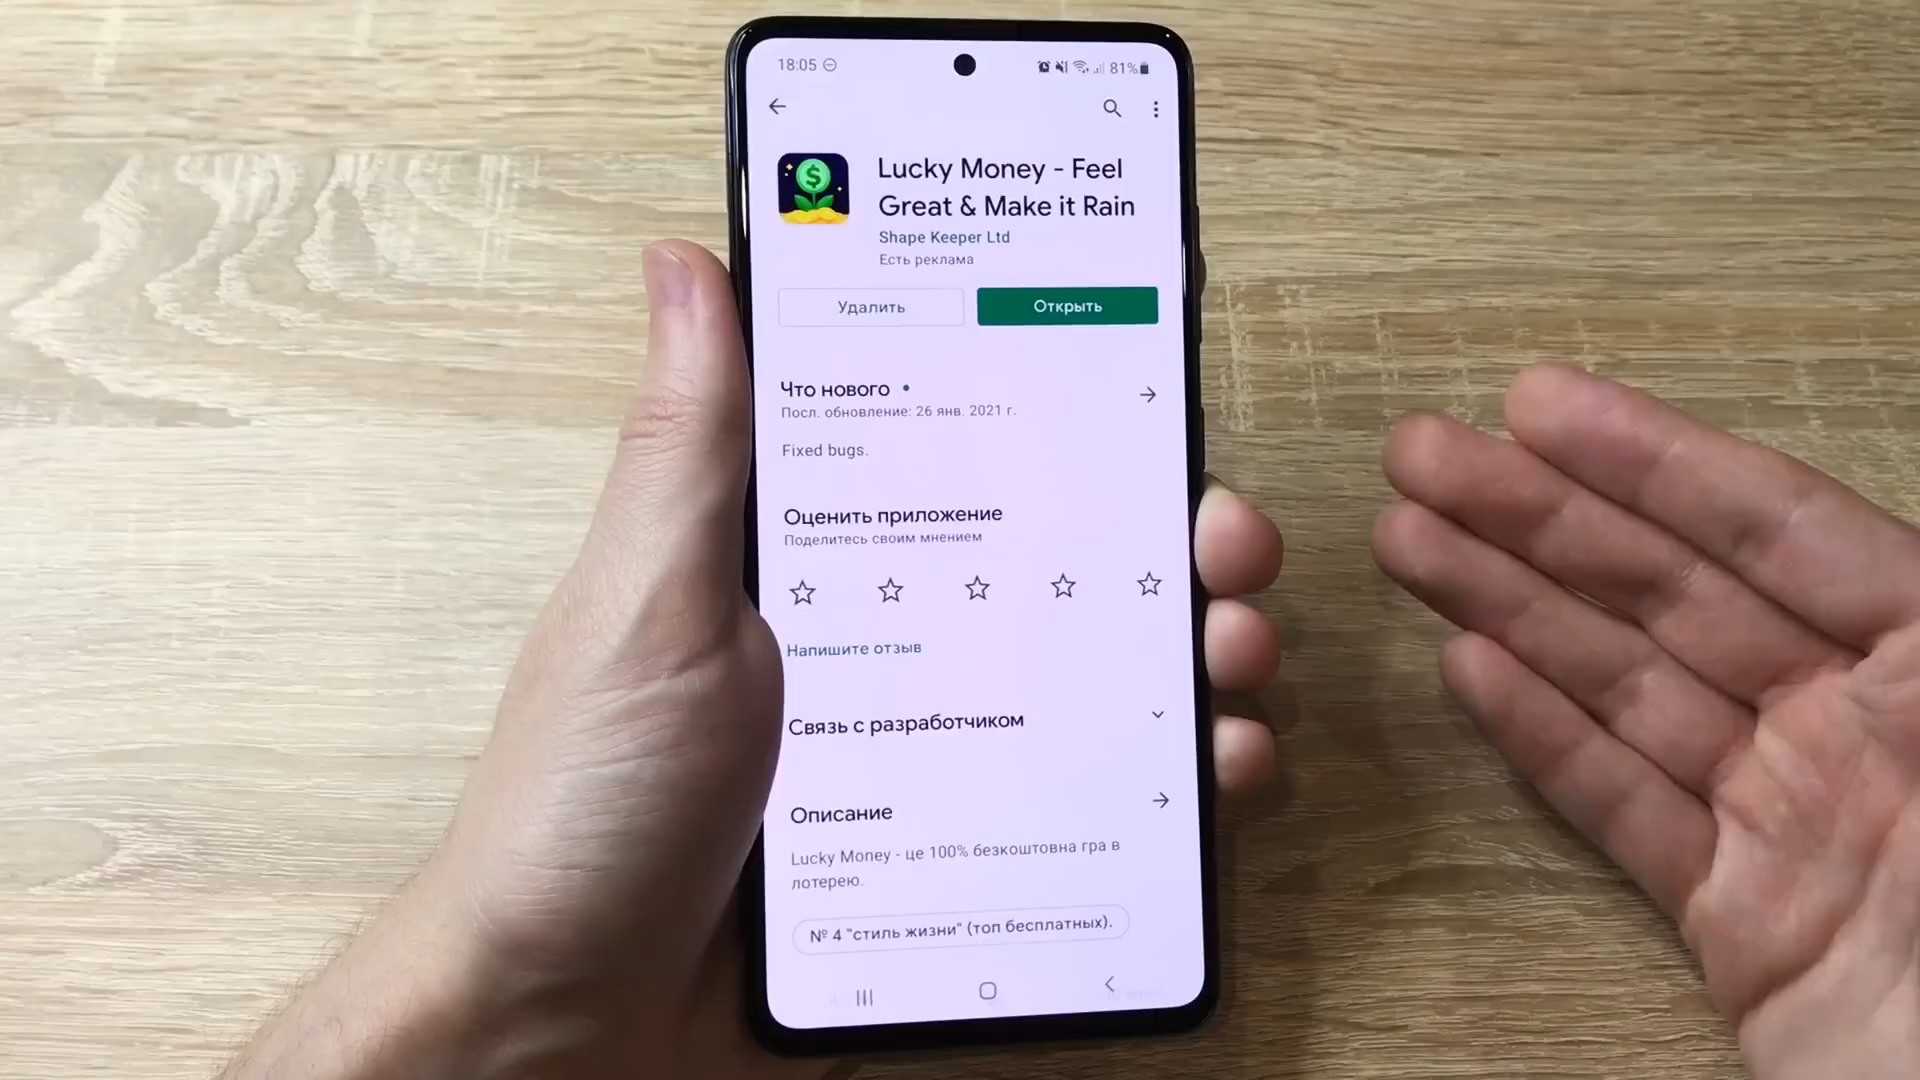 18:05
81%
$
Lucky Money - Feel
Great & Make it Rain
Shape Keeper Ltd
Есть реклама
Удалить
Открыть
Что нового •
Посл. обновление: 26 янв. 2021 г.
Fixed bugs.
Оценить приложение
Поделитесь своим мнением
Напишите отзыв
Связь с разработчиком
Описание
Lucky Money - це 100% безкоштовна гра в
лотерею.
№ 4 "стиль жизни" (топ бесплатных).